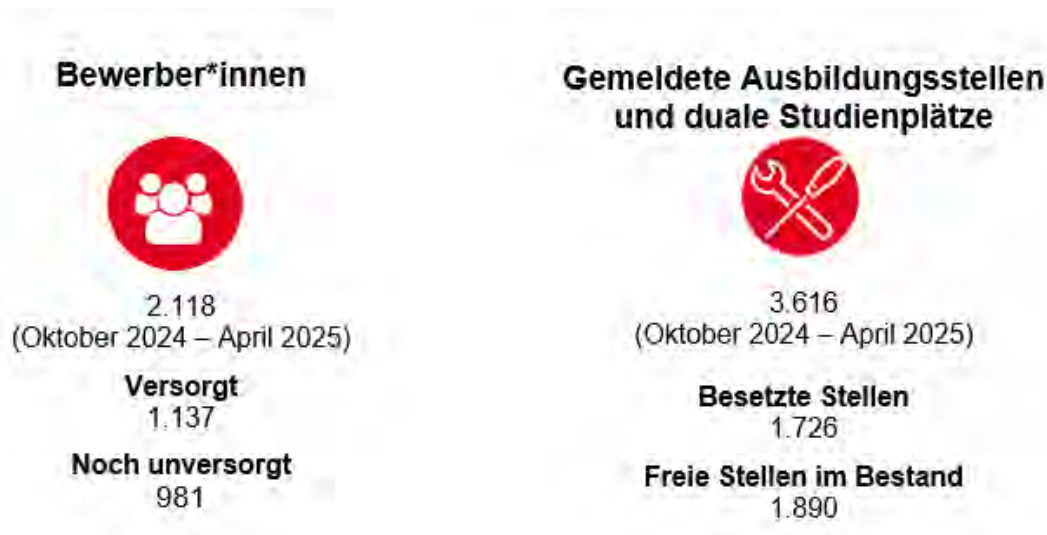 Bewerber*innen
2.118
(Oktober 2024 – April 2025)
Versorgt
1.137
Noch unversorgt
981
Gemeldete Ausbildungsstellen
und duale Studienplätze
3.616
(Oktober 2024 – April 2025)
Besetzte Stellen
1.726
Freie Stellen im Bestand
1.890